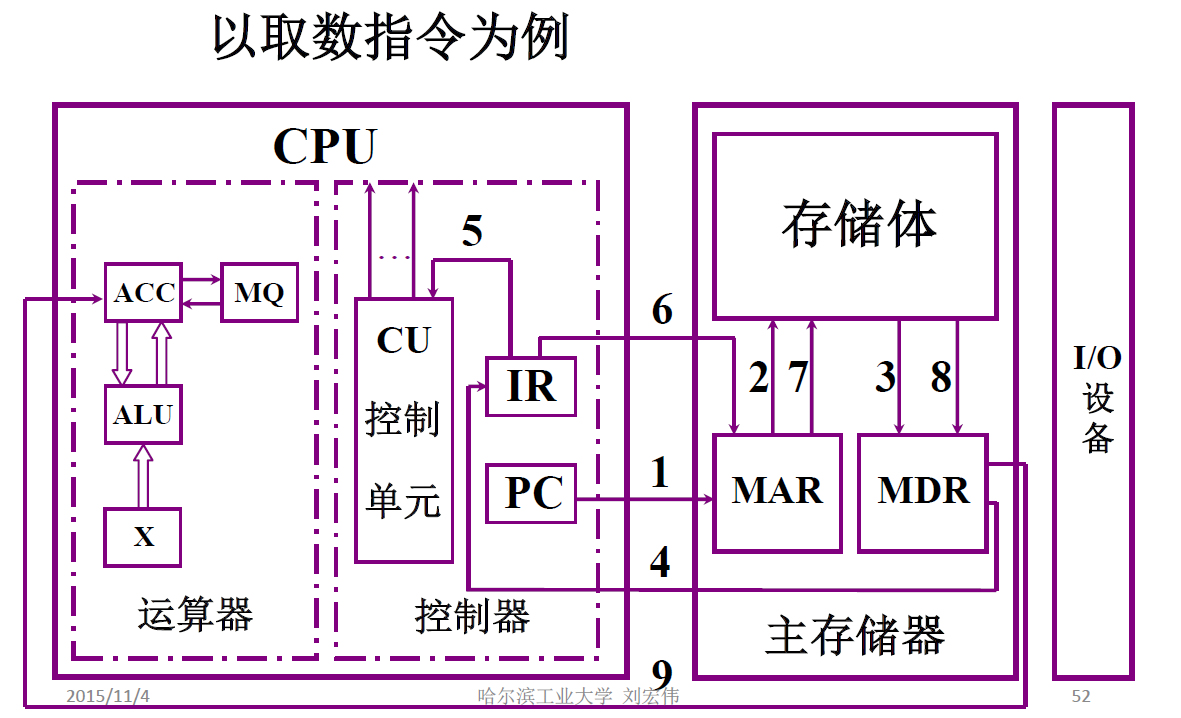 以取数指令为例
CPU
5
ACC
MQ
...
CU
控制
单元
IR
PC
ALU
X
运算器
控制器
6
1
4
9
存储体
2
7
3
8
MAR
MDR
主存储器
I/O
设
备
2015/11/4
哈尔滨工业大学 刘宏伟
52